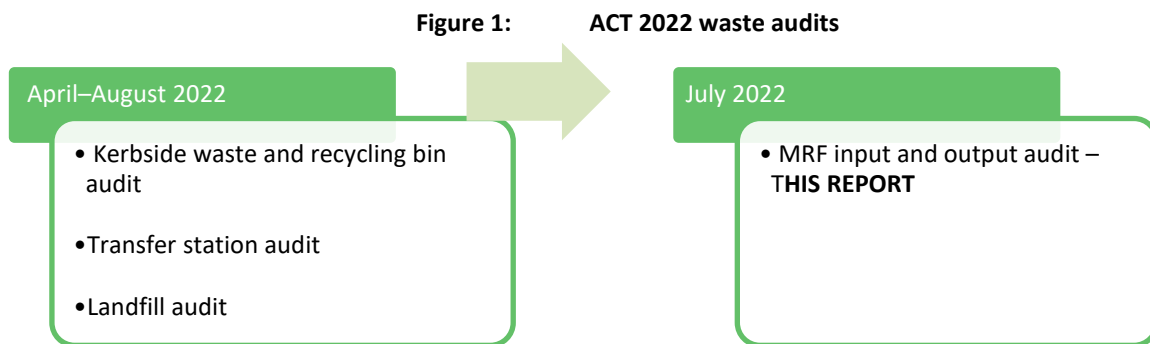 Figure 1: ACT 2022 waste audits
April–August 2022
• Kerbside waste and recycling bin
audit
•Transfer station audit
•Landfill audit
July 2022
• MRF input and output audit –
THIS REPORT